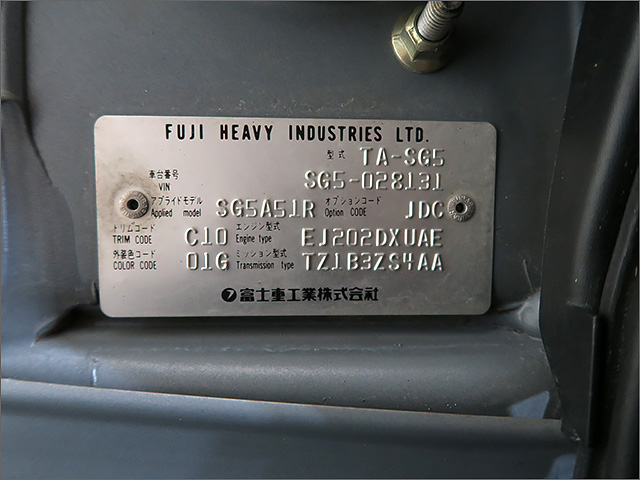 FUJI HEAVY INDUSTRIES LTD.
型式 TA-SG5
車台番号 VIN SG5-028131
アプライドモデル Applied model SG5A51R オプションコード Option CODE JDC
トリムコード TRIM CODE C10 エンジン型式 Engine type EJ202DXUAE
外装色コード COLOR CODE 01G ミッション型式 Transmission type TZ1B3ZS4AA
7 富士重工業株式会社